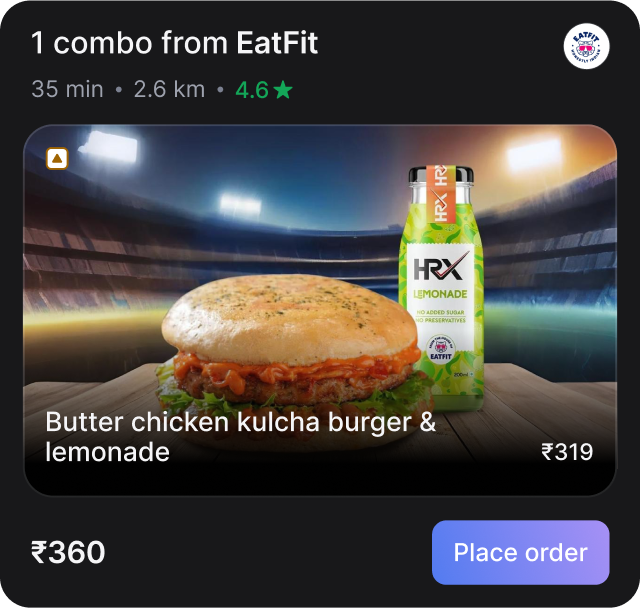 1 combo from EatFit
EATFIT
35 min • 2.6 km • 4.6★
HRX
HRX
HRX
LEMONADE
NO ADDED SUGAR
NO PRESERVATIVES
EATFIT
Butter chicken kulcha burger &
lemonade
₹319
₹360
Place order